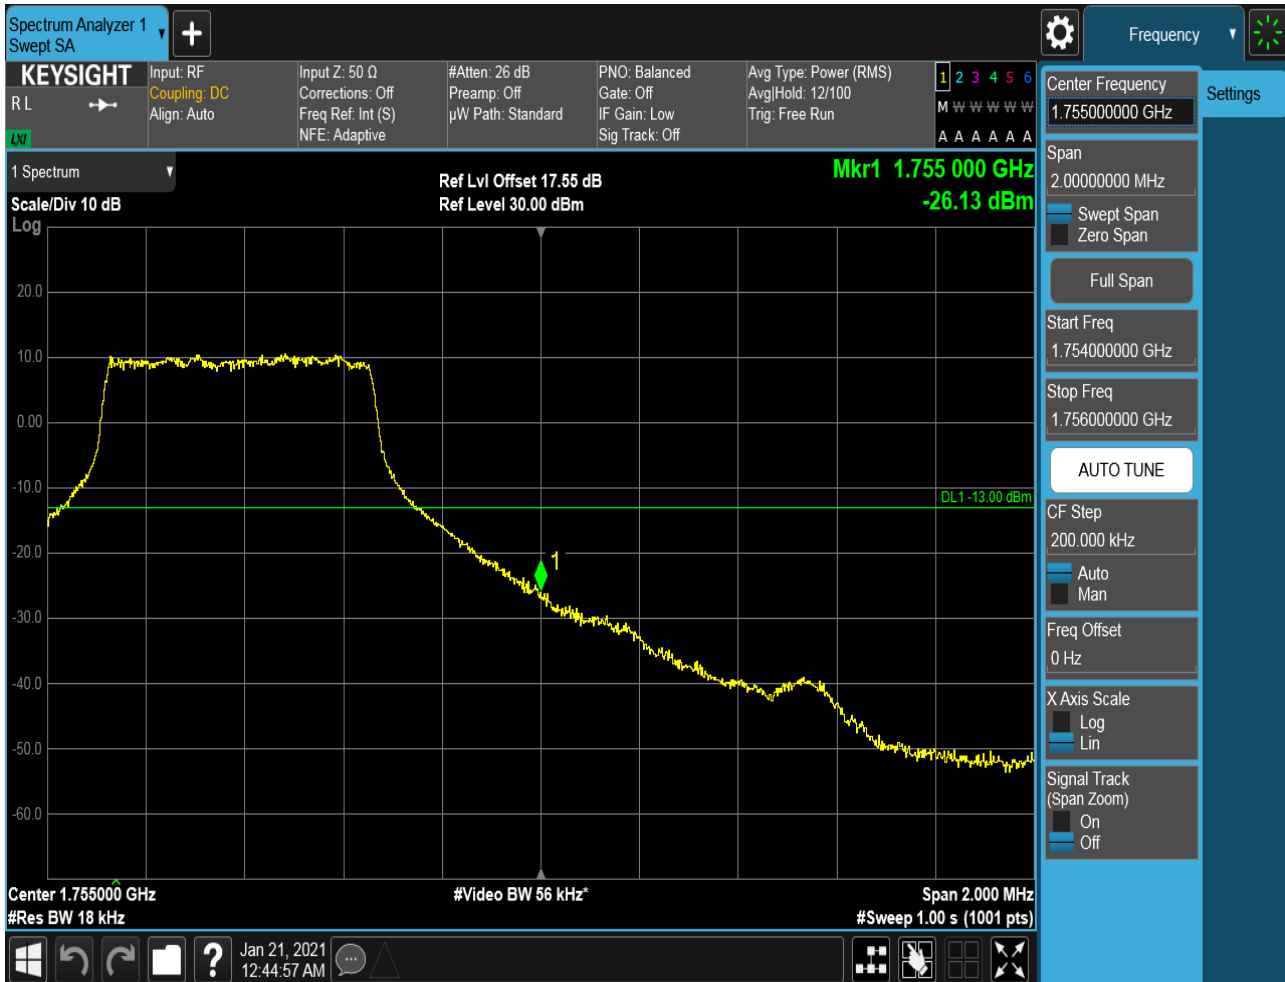 Spectrum Analyzer 1
Swept SA
Frequency
KEYSIGHT
R L
LXI
Input: RF
Coupling: DC
Align: Auto
Input Z: 50 Ω
Corrections: Off
Freq Ref: Int (S)
NFE: Adaptive
#Atten: 26 dB
Preamp: Off
µW Path: Standard
PNO: Balanced
Gate: Off
IF Gain: Low
Sig Track: Off
Avg Type: Power (RMS)
Avg|Hold: 12/100
Trig: Free Run
1 2 3 4 5 6
M W W W W W
A A A A A A
1 Spectrum
Scale/Div 10 dB
Log
Ref Lvl Offset 17.55 dB
Ref Level 30.00 dBm
Mkr1 1.755 000 GHz
-26.13 dBm
20.0
10.0
0.00
-10.0
DL1 -13.00 dBm
-20.0
1
-30.0
-40.0
-50.0
-60.0
Center 1.755000 GHz
#Video BW 56 kHz*
Span 2.000 MHz
#Res BW 18 kHz
#Sweep 1.00 s (1001 pts)
Jan 21, 2021
12:44:57 AM
Center Frequency
1.755000000 GHz
Settings
Span
2.00000000 MHz
Swept Span
Zero Span
Full Span
Start Freq
1.754000000 GHz
Stop Freq
1.756000000 GHz
AUTO TUNE
CF Step
200.000 kHz
Auto
Man
Freq Offset
0 Hz
X Axis Scale
Log
Lin
Signal Track
(Span Zoom)
On
Off